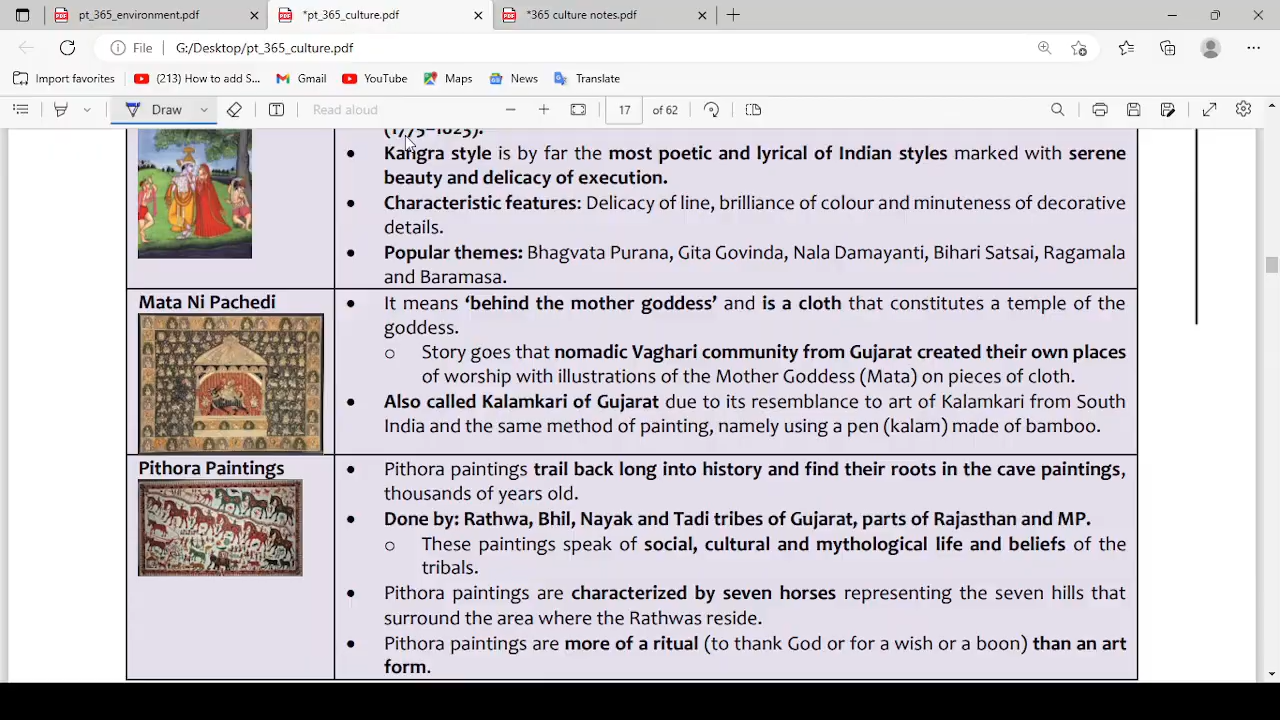 pt_365_environment.pdf
*pt_365_culture.pdf
*365 culture notes.pdf
File G:/Desktop/pt_365_culture.pdf
Import favorites
(213) How to add S...
Gmail
YouTube
Maps
News
Translate
Draw
Read aloud
17 of 62
(1775–1823).
• Kangra style is by far the most poetic and lyrical of Indian styles marked with serene
beauty and delicacy of execution.
• Characteristic features: Delicacy of line, brilliance of colour and minuteness of decorative
details.
• Popular themes: Bhagvata Purana, Gita Govinda, Nala Damayanti, Bihari Satsai, Ragamala
and Baramasa.
Mata Ni Pachedi
• It means ‘behind the mother goddess’ and is a cloth that constitutes a temple of the
goddess.
o Story goes that nomadic Vaghari community from Gujarat created their own places
of worship with illustrations of the Mother Goddess (Mata) on pieces of cloth.
• Also called Kalamkari of Gujarat due to its resemblance to art of Kalamkari from South
India and the same method of painting, namely using a pen (kalam) made of bamboo.
Pithora Paintings
• Pithora paintings trail back long into history and find their roots in the cave paintings,
thousands of years old.
• Done by: Rathwa, Bhil, Nayak and Tadi tribes of Gujarat, parts of Rajasthan and MP.
o These paintings speak of social, cultural and mythological life and beliefs of the
tribals.
• Pithora paintings are characterized by seven horses representing the seven hills that
surround the area where the Rathwas reside.
• Pithora paintings are more of a ritual (to thank God or for a wish or a boon) than an art
form.